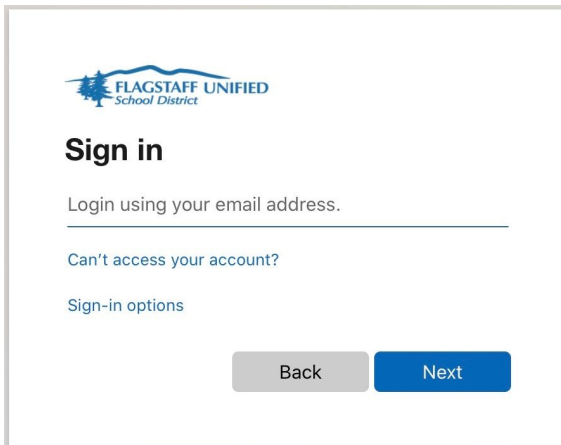 FLAGSTAFF UNIFIED
School District
Sign in
Login using your email address.
Can't access your account?
Sign-in options
Back Next